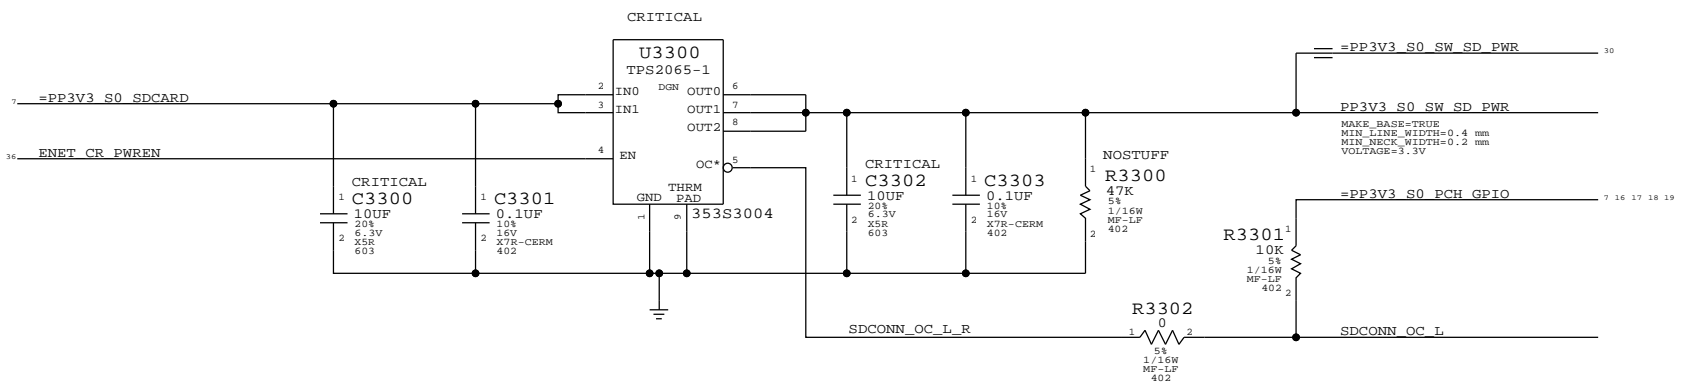 CRITICAL
U3300
TPS2065-1
DGN
2 IN0
3 IN1
4 EN
OUT0 6
OUT1 7
OUT2 8
OC* 5
GND
THRM
PAD
1
9
353S3004
7 =PP3V3_S0_SDCARD
36 ENET_CR_PWREN
CRITICAL
1 C3300
10UF
20%
6.3V
2 X5R
603
1 C3301
0.1UF
10%
16V
2 X7R-CERM
402
CRITICAL
1 C3302
10UF
20%
2 6.3V
X5R
603
1 C3303
0.1UF
10%
2 16V
X7R-CERM
402
NOSTUFF
1 R3300
47K
5%
1/16W
MF-LF
2 402
=PP3V3_S0_SW_SD_PWR 30
PP3V3_S0_SW_SD_PWR
MAKE_BASE=TRUE
MIN_LINE_WIDTH=0.4 mm
MIN_NECK_WIDTH=0.2 mm
VOLTAGE=3.3V
=PP3V3_S0_PCH_GPIO 7 16 17 18 19
R3301 1
10K
5%
1/16W
MF-LF
402 2
SDCONN_OC_L_R
R3302
1 0 2
5%
1/16W
MF-LF
402
SDCONN_OC_L